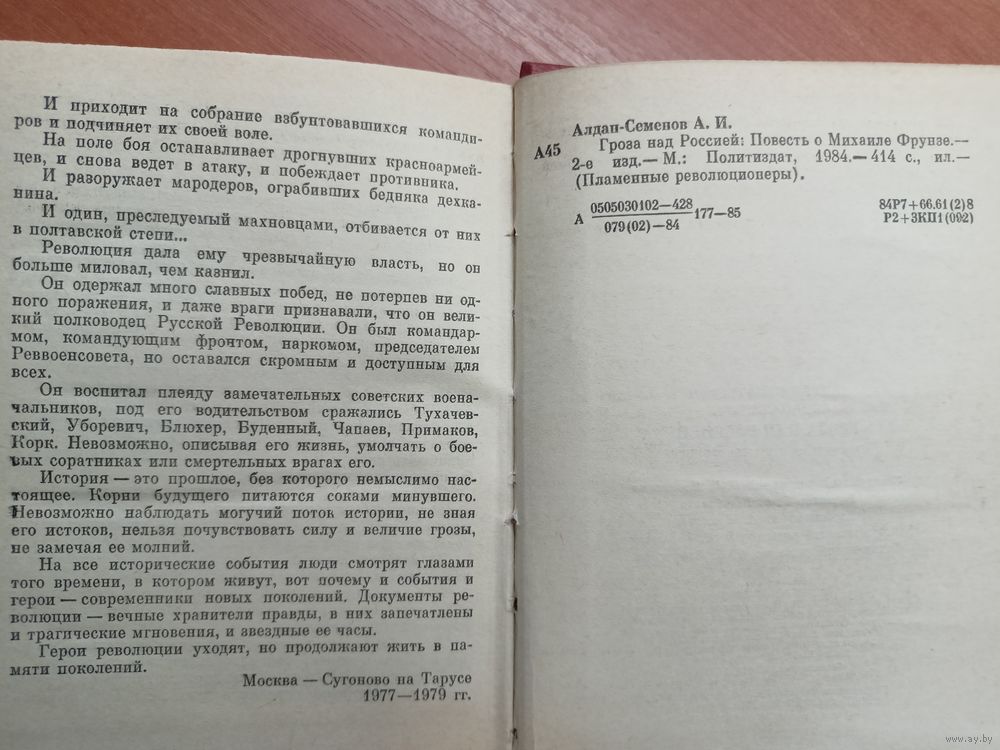 И приходит на собрание взбунтовавшихся команди-
ров и подчиняет их своей воле.
На поле боя останавливает дрогнувших красноармей-
цев, и снова ведет в атаку, и побеждает противника.
И разоружает мародеров, ограбивших бедняка дехка-
нина.
И один, преследуемый махновцами, отбивается от них
в полтавской степи...
Революция дала ему чрезвычайную власть, но он
больше миловал, чем казнил.
Он одержал много славных побед, не потерпев ни од-
ного поражения, и даже враги признавали, что он вели-
кий полководец Русской Революции. Он был командар-
мом, командующим фронтом, наркомом, председателем
Реввоенсовета, но оставался скромным и доступным для
всех.
Он воспитал плеяду замечательных советских воена-
чальников, под его водительством сражались Тухачев-
ский, Уборевич, Блюхер, Буденный, Чапаев, Примаков,
Корк. Невозможно, описывая его жизнь, умолчать о бое-
вых соратниках или смертельных врагах его.
История — это прошлое, без которого немыслимо нас-
тоящее. Корни будущего питаются соками минувшего.
Невозможно наблюдать могучий поток истории, не зная
его истоков, нельзя почувствовать силу и величие грозы,
не замечая ее молний.
На все исторические события люди смотрят глазами
того времени, в котором живут, вот почему и события и
герои — современники новых поколений. Документы ре-
волюции — вечные хранители правды, в них запечатлены
и трагические мгновения, и звездные ее часы.
Герои революции уходят, но продолжают жить в па-
мяти поколений.
Москва — Сугоново на Тарусе
1977—1979 гг.
Алдан-Семенов А. И.
А45 Гроза над Россией: Повесть о Михаиле Фрунзе.—
2-е изд.— М.: Политиздат, 1984.— 414 с., ил.—
(Пламенные революционеры).
А 0505030102—428 177—85
079(02)—84
84Р7+66.61(2)8
Р2+3КП1(092)
www.ay.by